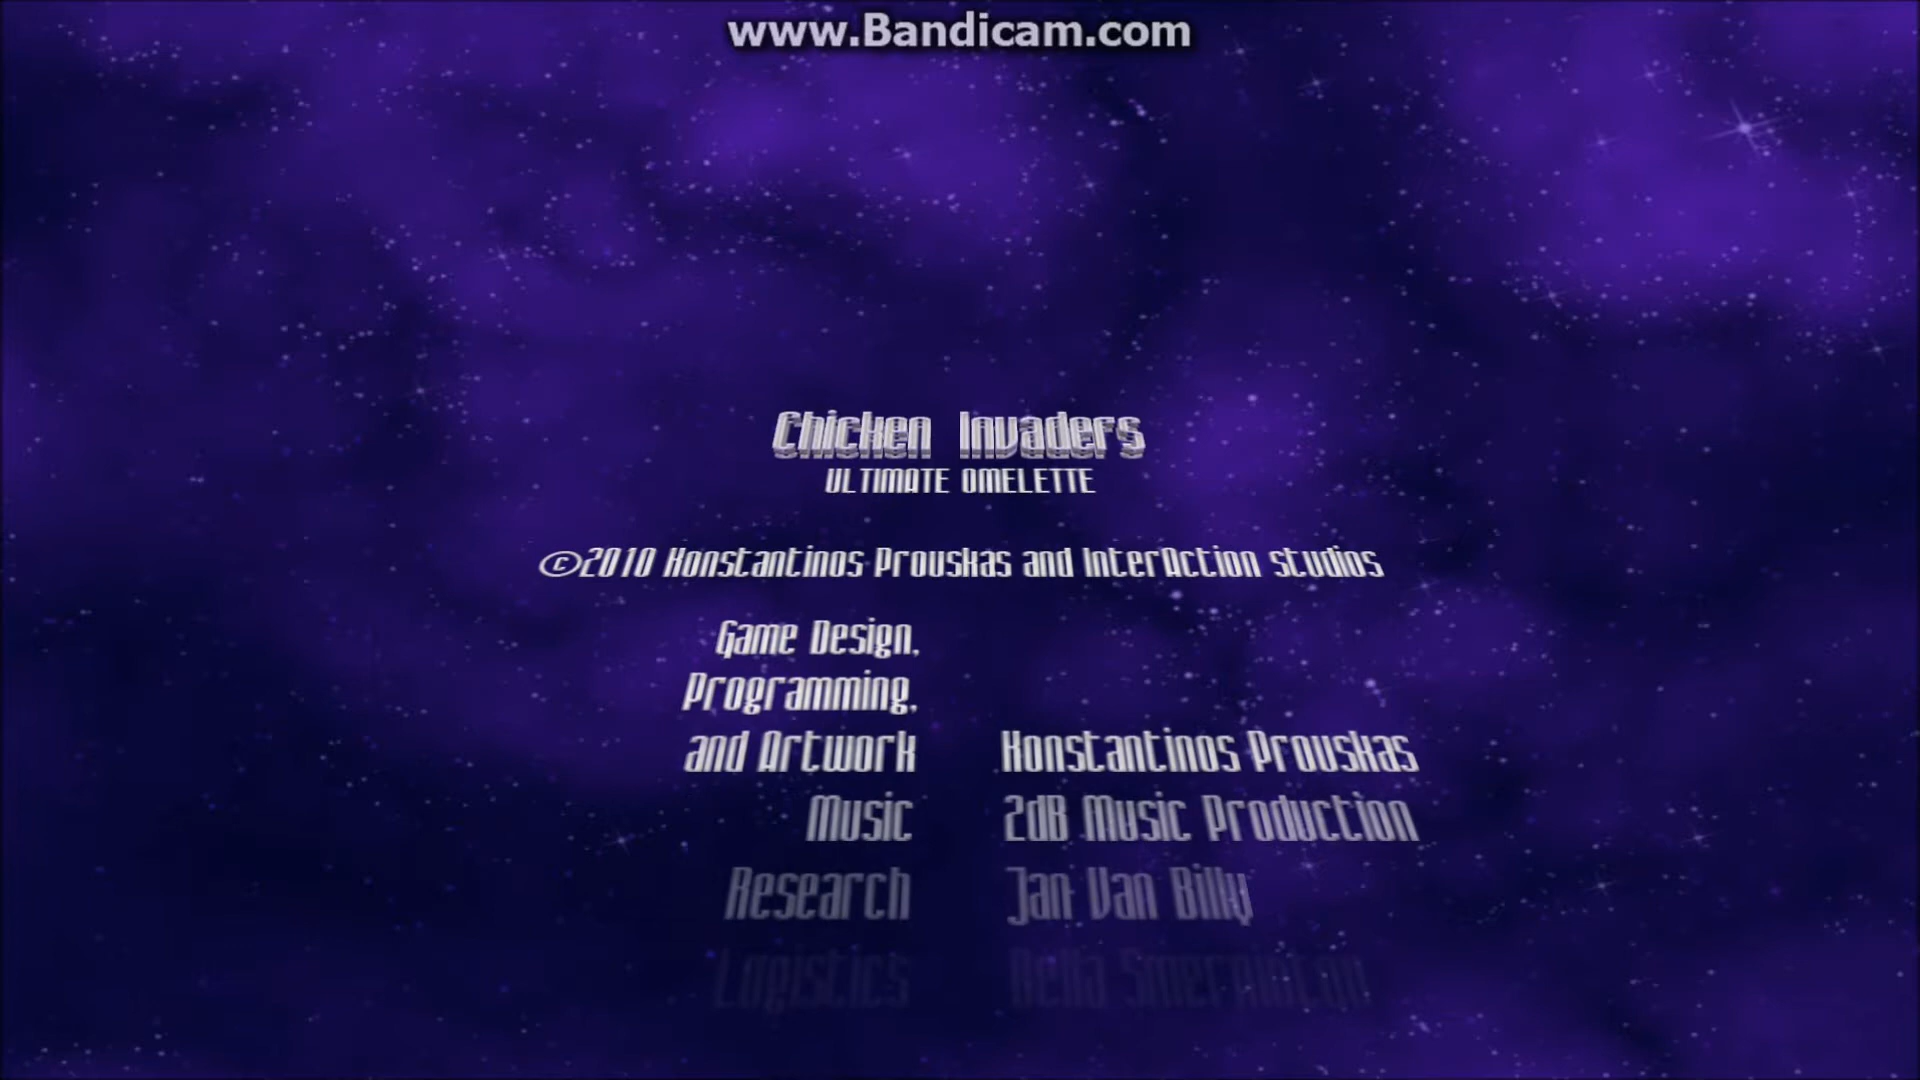 www.Bandicam.com
Chicken Invaders
ULTIMATE OMELETTE
©2010 Konstantinos Prouskas and InterAction studios
Game Design,
Programming,
and Artwork Konstantinos Prouskas
Music 2dB Music Production
Research Jan Van Billy
Logistics